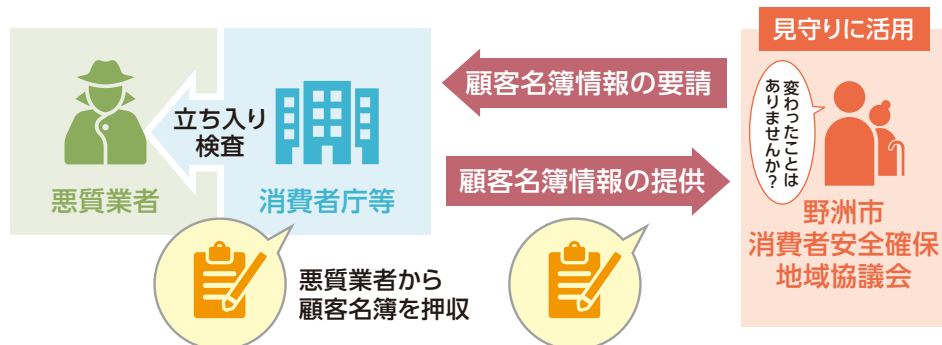 悪質業者
立ち入り
検査
消費者庁等
悪質業者から
顧客名簿を押収
顧客名簿情報の要請
顧客名簿情報の提供
見守りに活用
変わったことは
ありませんか？
野洲市
消費者安全確保
地域協議会